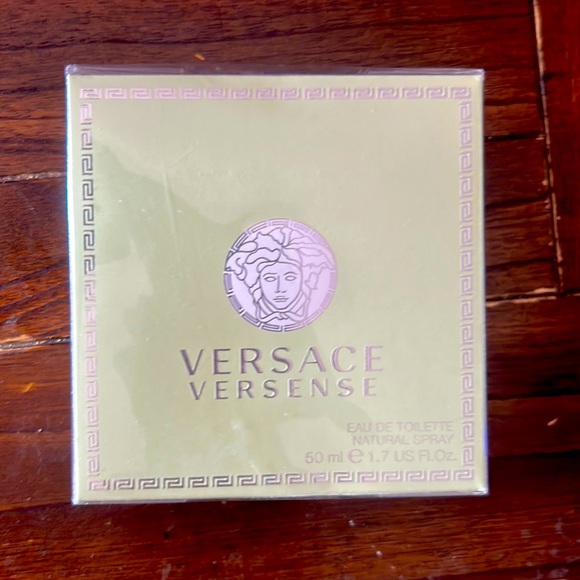 VERSACE
VERSENSE
EAU DE TOILETTE
NATURAL SPRAY
50 ml e 1.7 US Fl.Oz.